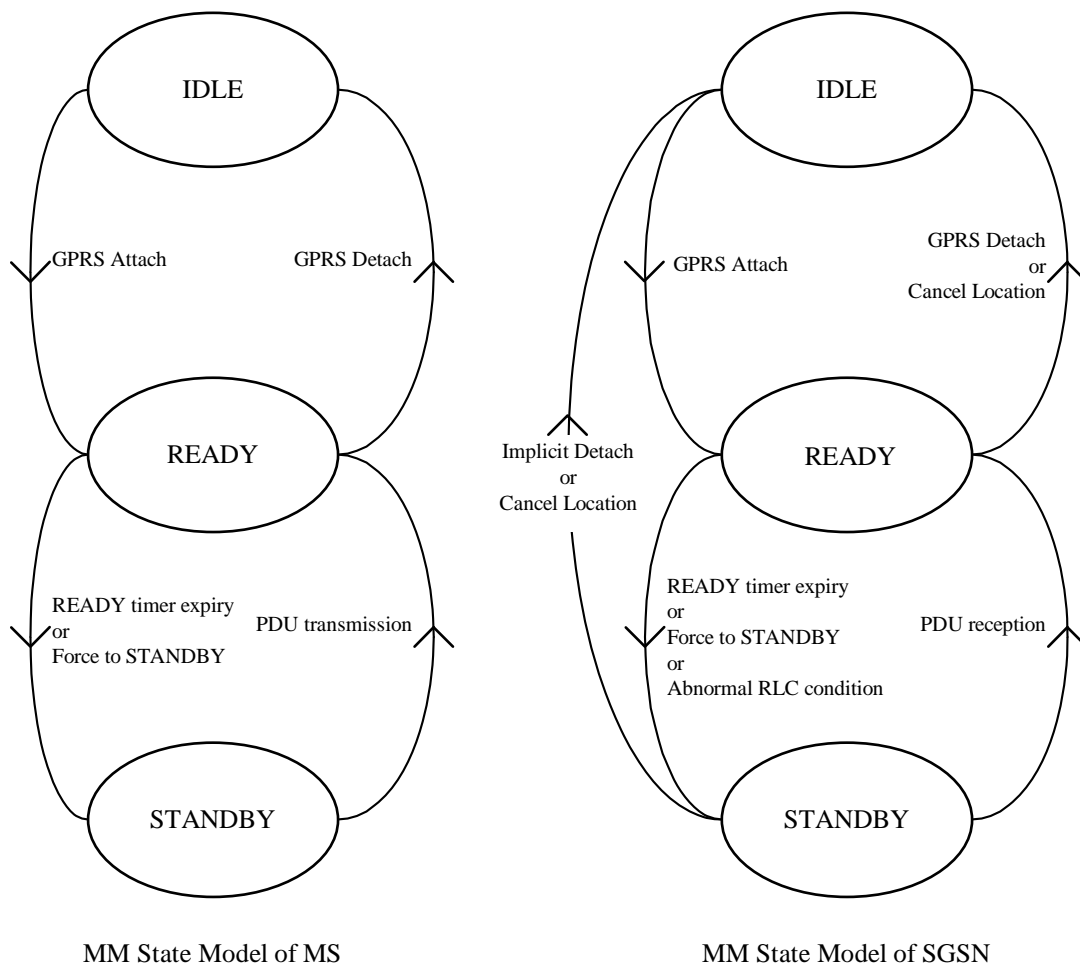 IDLE
GPRS Attach
GPRS Detach
READY
READY timer expiry
or
Force to STANDBY
PDU transmission
STANDBY
MM State Model of MS
IDLE
GPRS Attach
GPRS Detach
or
Cancel Location
Implicit Detach
or
Cancel Location
READY
READY timer expiry
or
Force to STANDBY
or
Abnormal RLC condition
PDU reception
STANDBY
MM State Model of SGSN